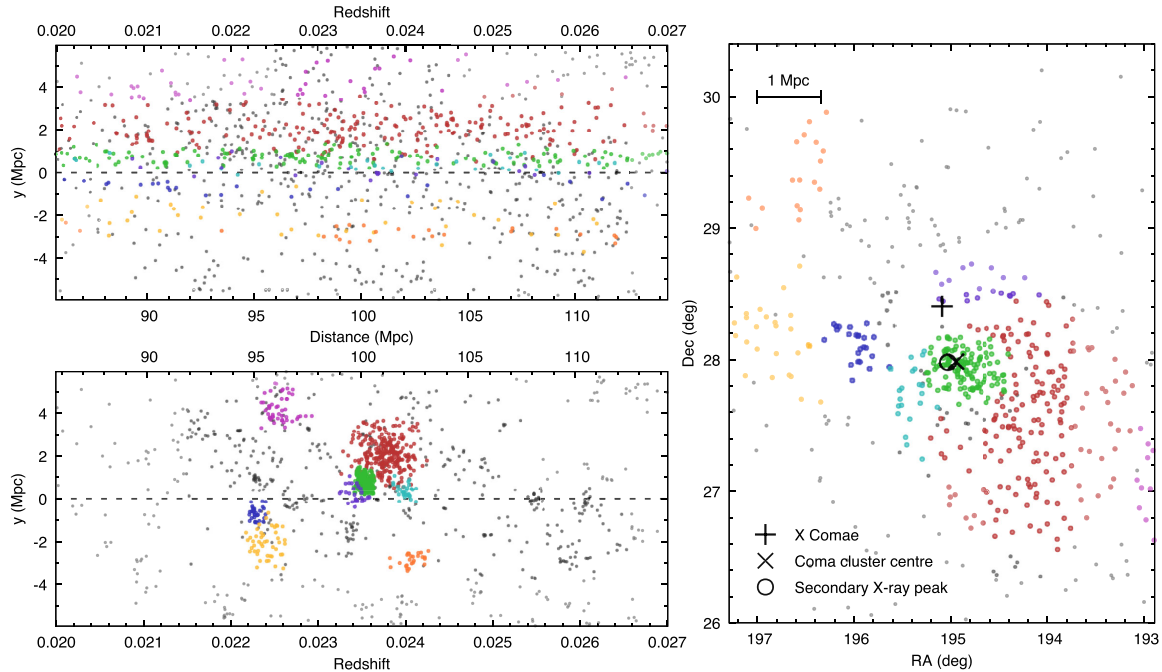 Redshift
0.020 0.021 0.022 0.023 0.024 0.025 0.026 0.027
y (Mpc)
4
2
0
-2
-4
90 95 100 105 110
Distance (Mpc)
90 95 100 105 110
y (Mpc)
4
2
0
-2
-4
0.020 0.021 0.022 0.023 0.024 0.025 0.026 0.027
Redshift
1 Mpc
Dec (deg)
30
29
28
27
26
X Comae
Coma cluster centre
Secondary X-ray peak
197 196 195 194 193
RA (deg)